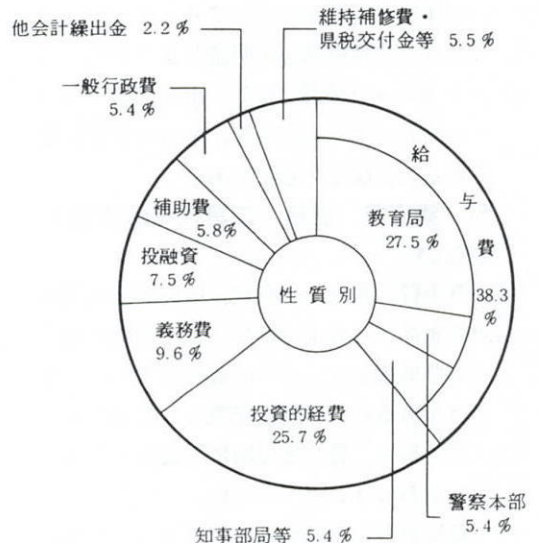 維持補修費・
県税交付金等 5.5 %
他会計繰出金 2.2 %
一般行政費
5.4 %
補助費
5.8%
投融資
7.5 %
義務費
9.6 %
投資的経費
25.7 %
性質別
給与費
38.3
%
教育局
27.5 %
警察本部
5.4 %
知事部局等 5.4 %